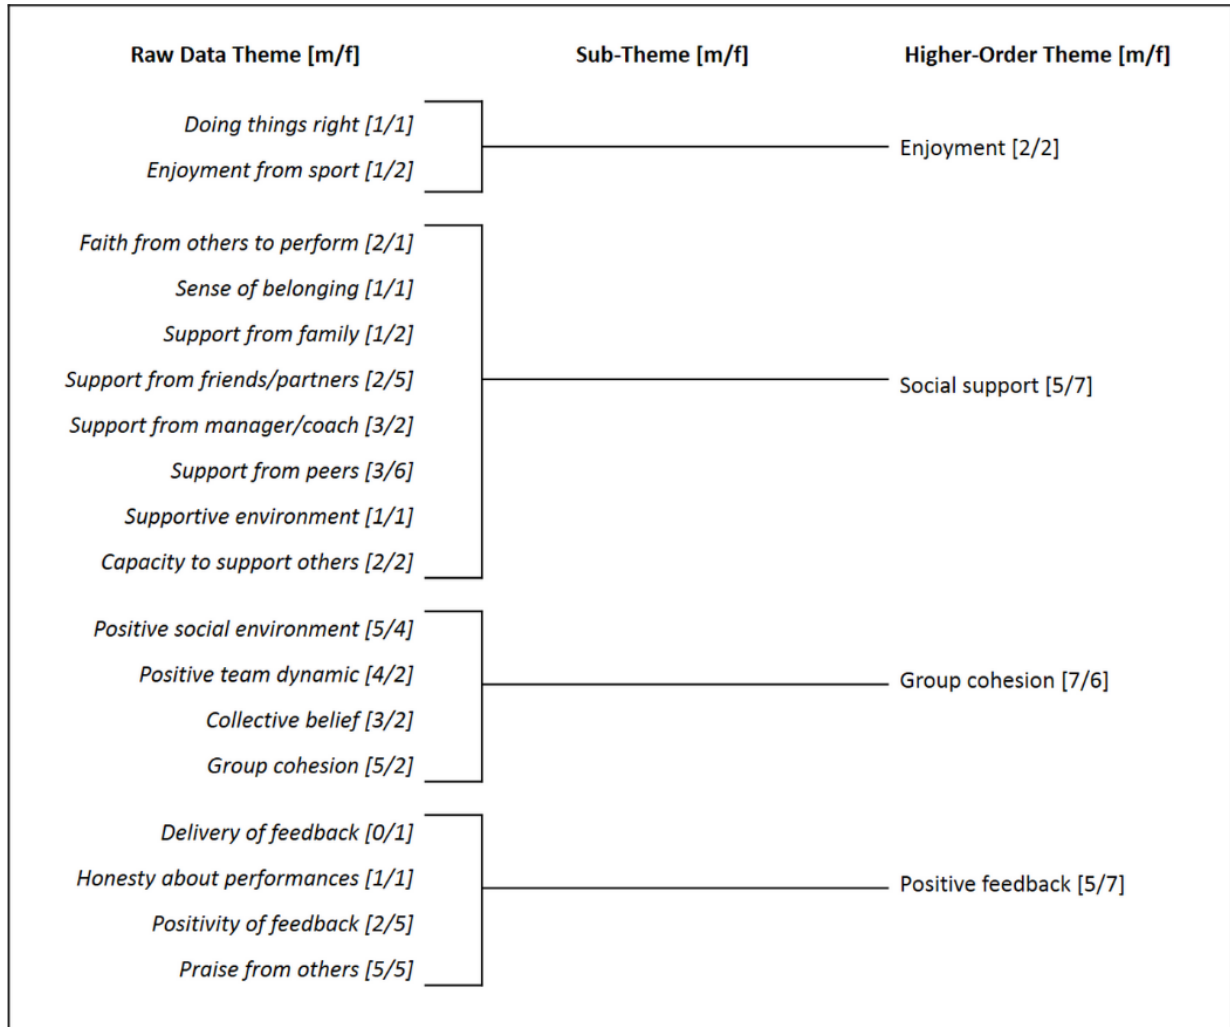 Raw Data Theme [m/f] Sub-Theme [m/f] Higher-Order Theme [m/f]
Doing things right [1/1]
Enjoyment from sport [1/2]
Enjoyment [2/2]
Faith from others to perform [2/1]
Sense of belonging [1/1]
Support from family [1/2]
Support from friends/partners [2/5]
Support from manager/coach [3/2]
Support from peers [3/6]
Supportive environment [1/1]
Capacity to support others [2/2]
Social support [5/7]
Positive social environment [5/4]
Positive team dynamic [4/2]
Collective belief [3/2]
Group cohesion [5/2]
Group cohesion [7/6]
Delivery of feedback [0/1]
Honesty about performances [1/1]
Positivity of feedback [2/5]
Praise from others [5/5]
Positive feedback [5/7]